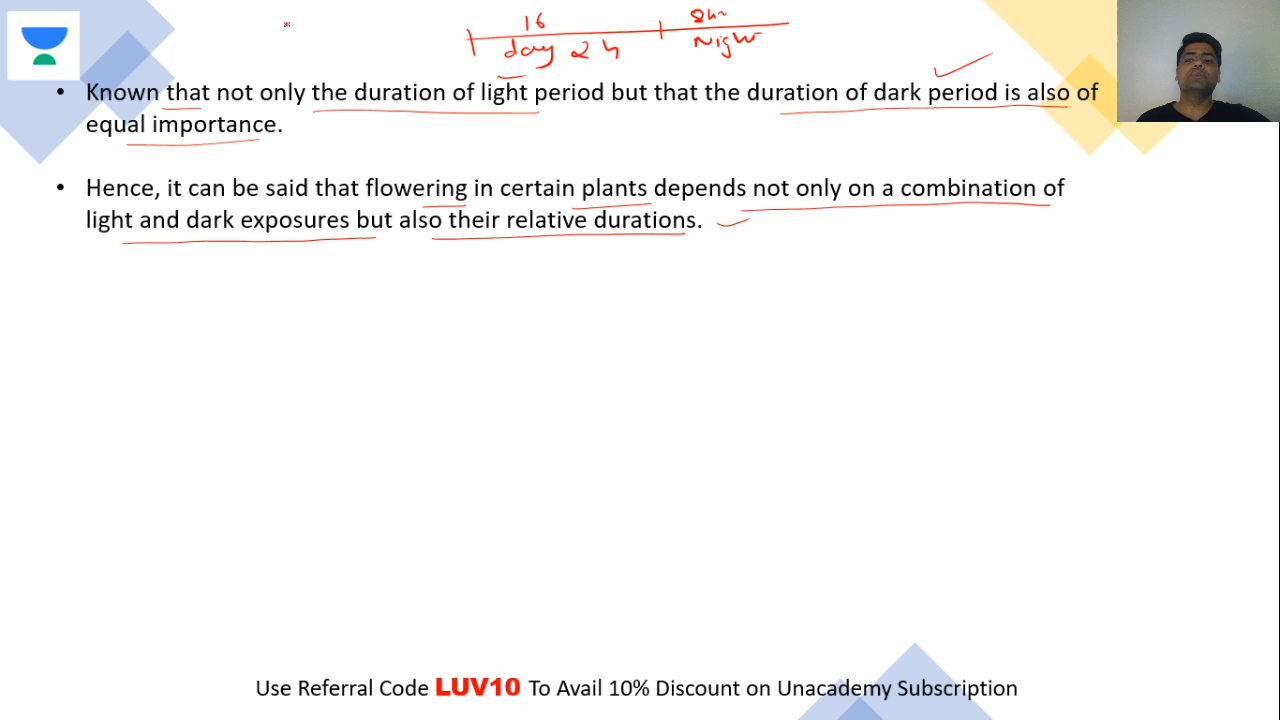 16 8hr
day 24 Night
• Known that not only the duration of light period but that the duration of dark period is also of
equal importance.
• Hence, it can be said that flowering in certain plants depends not only on a combination of
light and dark exposures but also their relative durations.
Use Referral Code LUV10 To Avail 10% Discount on Unacademy Subscription